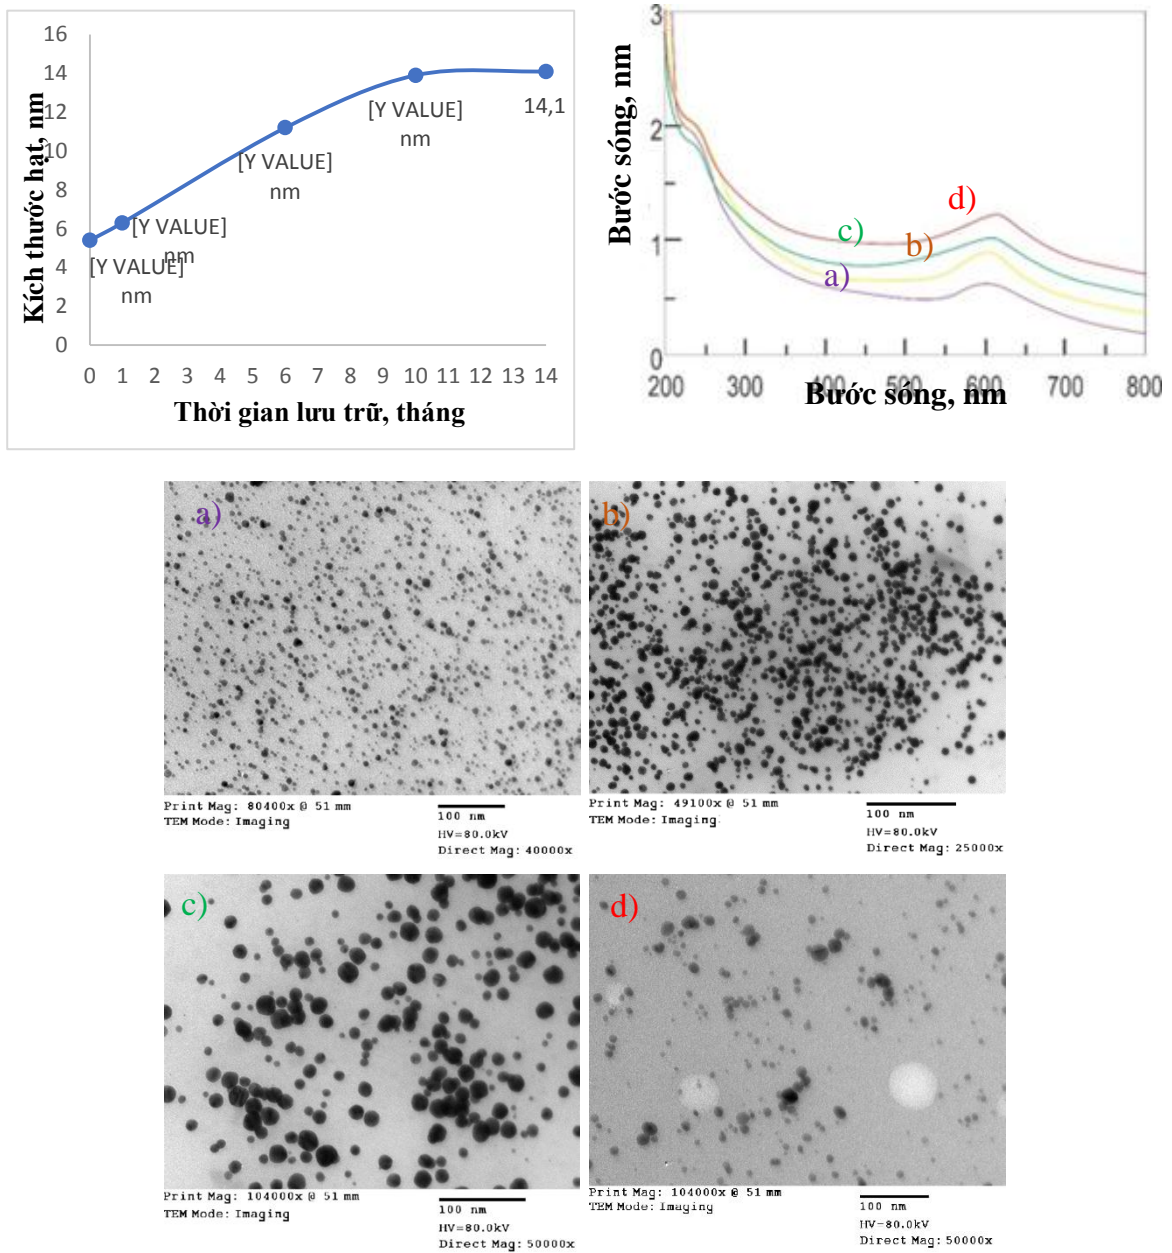 16
14
12
10
8
6
4
2
0
Kích thước hạt, nm
[Y VALUE]
nm
[Y VALUE]
nm
[Y VALUE]
nm
[Y VALUE]
nm
14,1
0 1 2 3 4 5 6 7 8 9 10 11 12 13 14
Thời gian lưu trữ, tháng
3
2
1
0
Bước sóng, nm
a)
b)
c)
d)
200 300 400 500 600 700 800
Bước sóng, nm
a)
Print Mag: 80400x @ 51 mm
TEM Mode: Imaging
100 nm
HV=80.0kV
Direct Mag: 40000x
b)
Print Mag: 49100x @ 51 mm
TEM Mode: Imaging
100 nm
HV=80.0kV
Direct Mag: 25000x
c)
Print Mag: 104000x @ 51 mm
TEM Mode: Imaging
100 nm
HV=80.0kV
Direct Mag: 50000x
d)
Print Mag: 104000x @ 51 mm
TEM Mode: Imaging
100 nm
HV=80.0kV
Direct Mag: 50000x